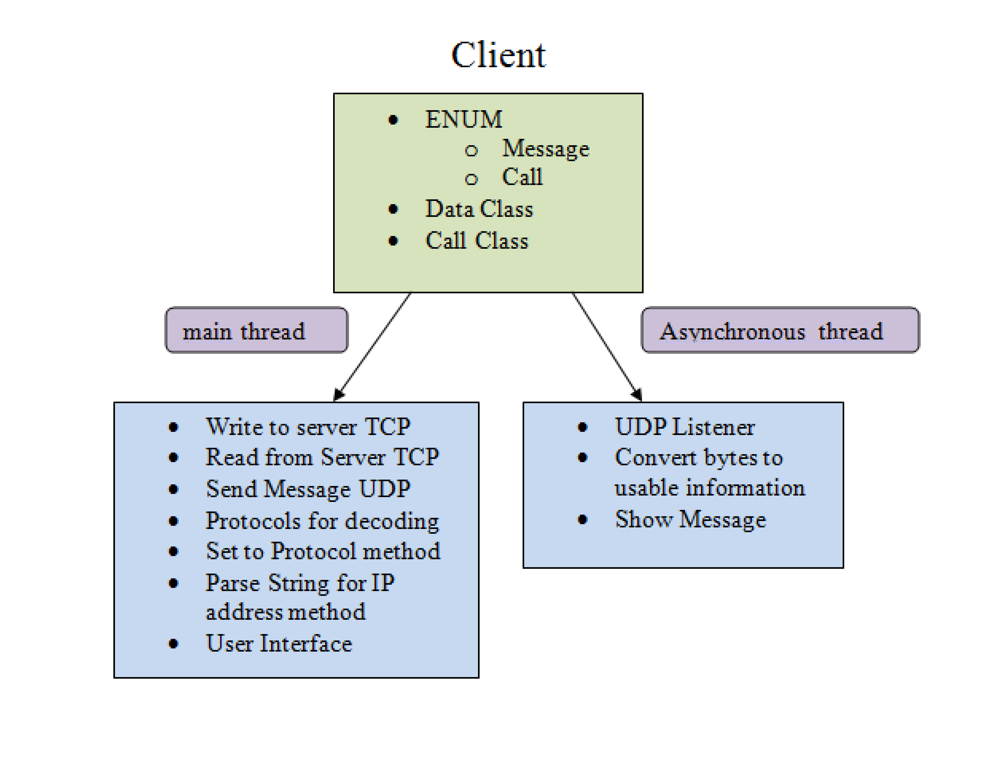 Client
• ENUM
o Message
o Call
• Data Class
• Call Class
main thread
Asynchronous thread
• Write to server TCP
• Read from Server TCP
• Send Message UDP
• Protocols for decoding
• Set to Protocol method
• Parse String for IP
address method
• User Interface
• UDP Listener
• Convert bytes to
usable information
• Show Message